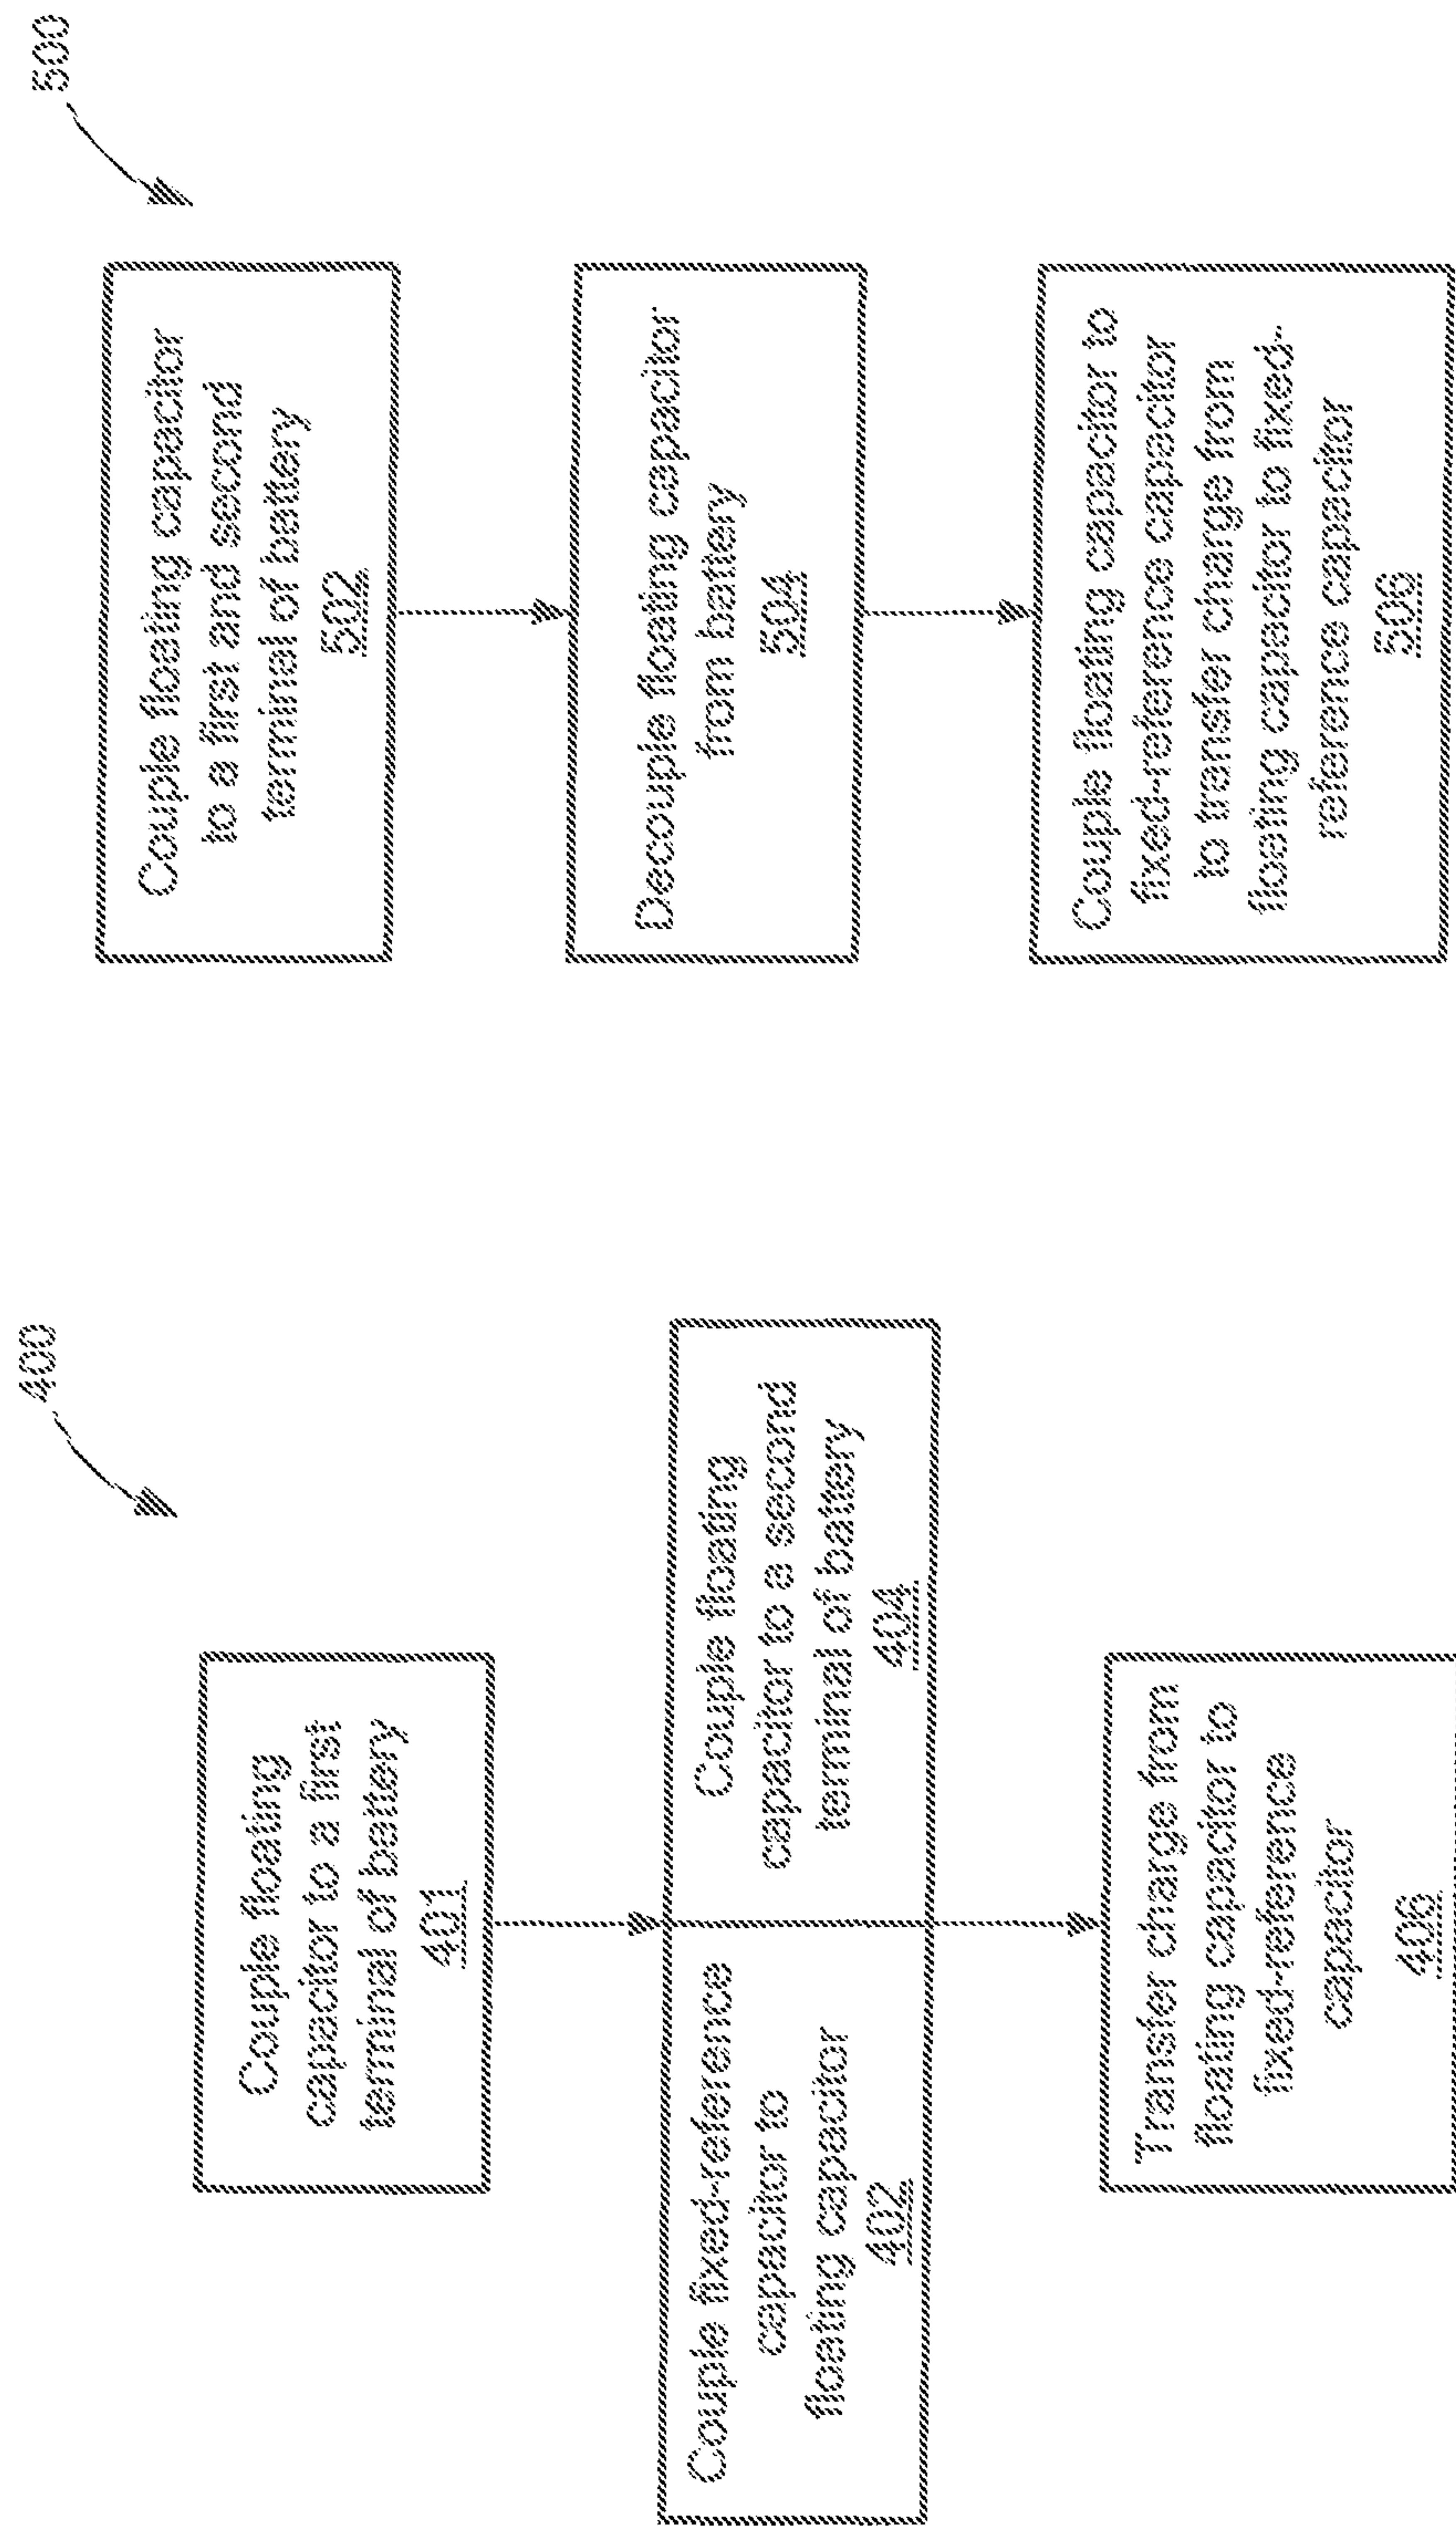 400
Couple floating
capacitor to a first
terminal of battery
401
Couple fixed-reference
capacitor to
floating capacitor
402
Couple floating
capacitor to a second
terminal of battery
404
Transfer charge from
floating capacitor to
fixed-reference
capacitor
406
500
Couple floating capacitor
to a first and second
terminal of battery
502
Decouple floating capacitor
from battery
504
Couple floating capacitor to
fixed-reference capacitor
to transfer charge from
floating capacitor to fixed-
reference capacitor
506